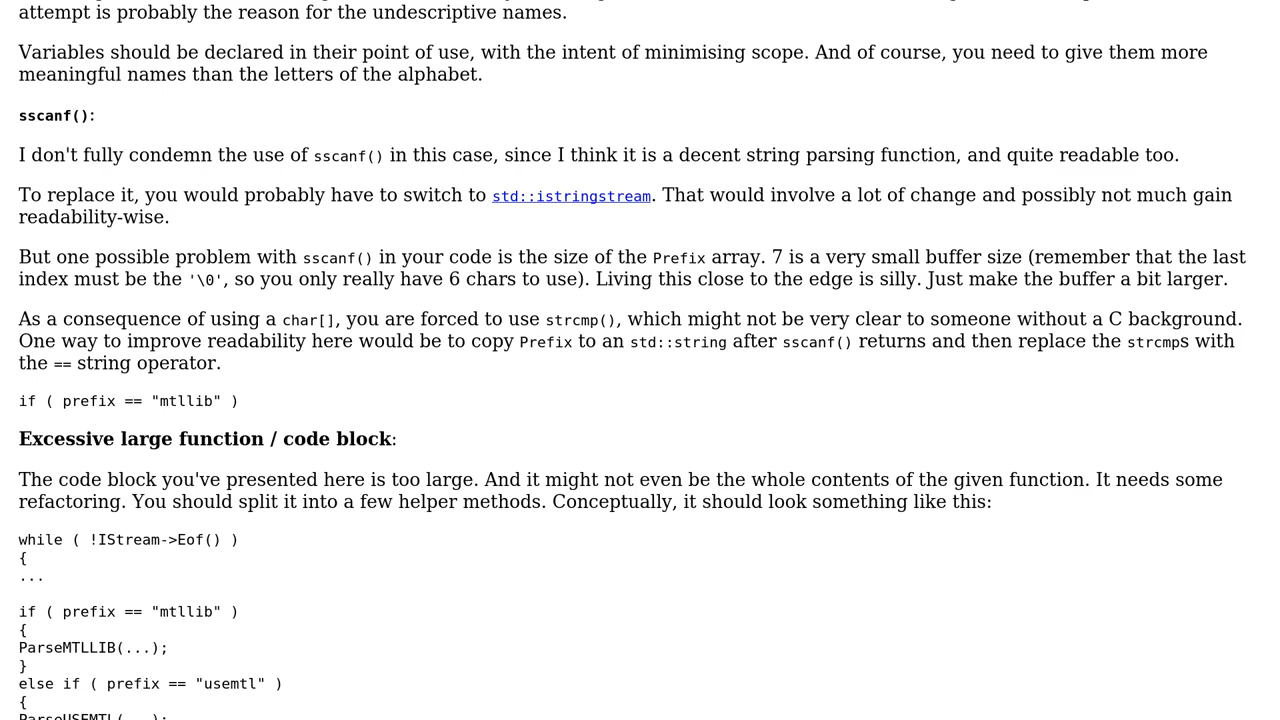 attempt is probably the reason for the undescriptive names.
Variables should be declared in their point of use, with the intent of minimising scope. And of course, you need to give them more
meaningful names than the letters of the alphabet.
sscanf():
I don't fully condemn the use of sscanf() in this case, since I think it is a decent string parsing function, and quite readable too.
To replace it, you would probably have to switch to std::istringstream. That would involve a lot of change and possibly not much gain
readability-wise.
But one possible problem with sscanf() in your code is the size of the Prefix array. 7 is a very small buffer size (remember that the last
index must be the '\0', so you only really have 6 chars to use). Living this close to the edge is silly. Just make the buffer a bit larger.
As a consequence of using a char[], you are forced to use strcmp(), which might not be very clear to someone without a C background.
One way to improve readability here would be to copy Prefix to an std::string after sscanf() returns and then replace the strcmps with
the == string operator.
if ( prefix == "mtllib" )
Excessive large function / code block:
The code block you've presented here is too large. And it might not even be the whole contents of the given function. It needs some
refactoring. You should split it into a few helper methods. Conceptually, it should look something like this:
while ( !IStream->Eof() )
{
...
if ( prefix == "mtllib" )
{
ParseMTLLIB(...);
}
else if ( prefix == "usemtl" )
{
ParseUSEMTL(...);